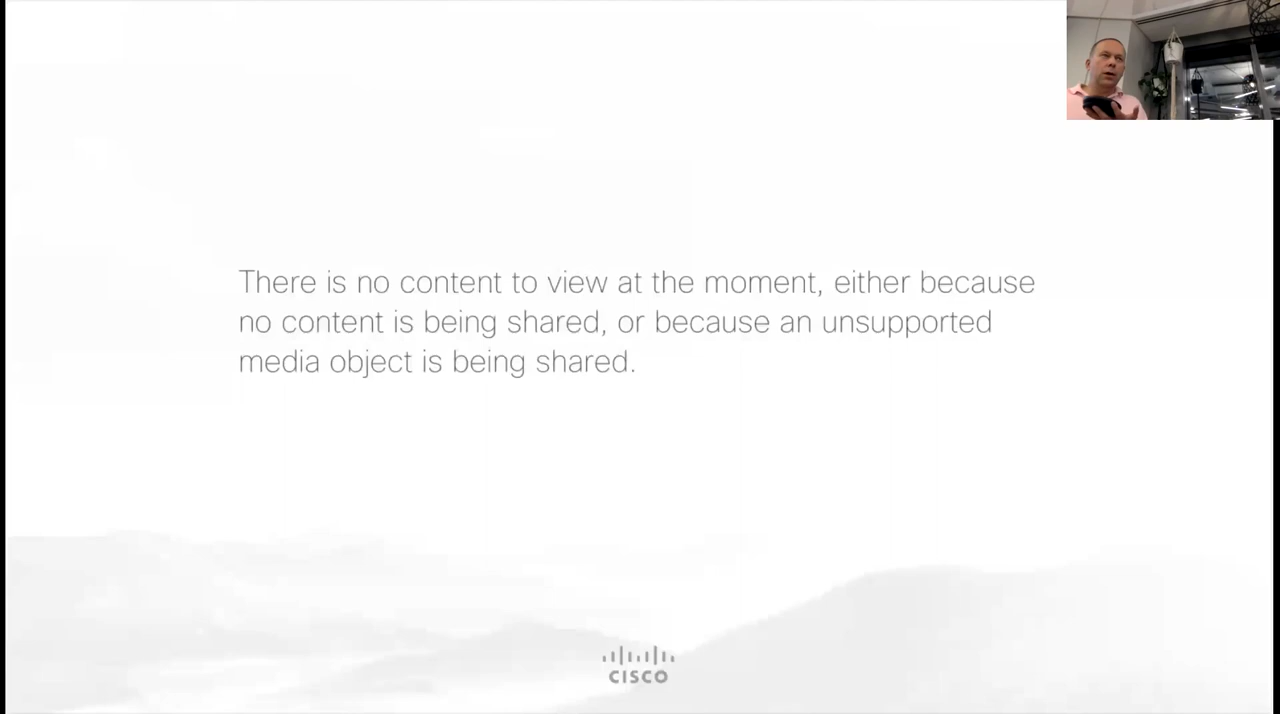 There is no content to view at the moment, either because
no content is being shared, or because an unsupported
media object is being shared.
CISCO